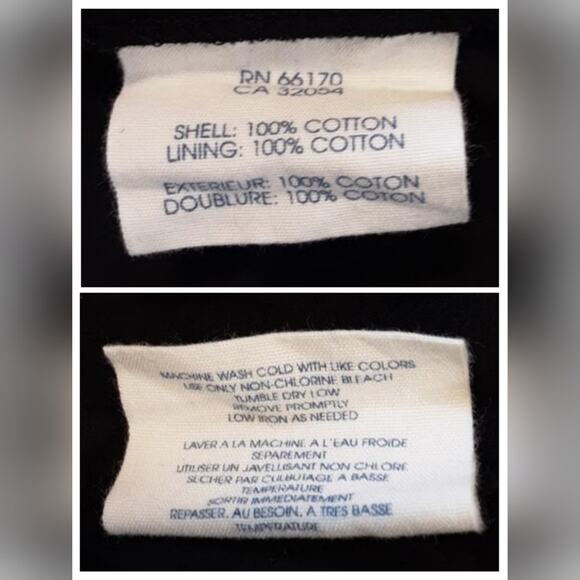 RN 66170
CA 32054
SHELL: 100% COTTON
LINING: 100% COTTON
EXTERIEUR: 100% COTON
DOUBLURE: 100% COTON
MACHINE WASH COLD WITH LIKE COLORS
USE ONLY NON-CHLORINE BLEACH
TUMBLE DRY LOW
REMOVE PROMPTLY
LOW IRON AS NEEDED
LAVER A LA MACHINE A L'EAU FROIDE
SEPAREMENT
UTILISER UN JAVELLISANT NON CHLORE
SECHER PAR CULBUTAGE A BASSE
TEMPERATURE
SORTIR IMMEDIATEMENT
REPASSER, AU BESOIN, A TRES BASSE
TEMPERATURE